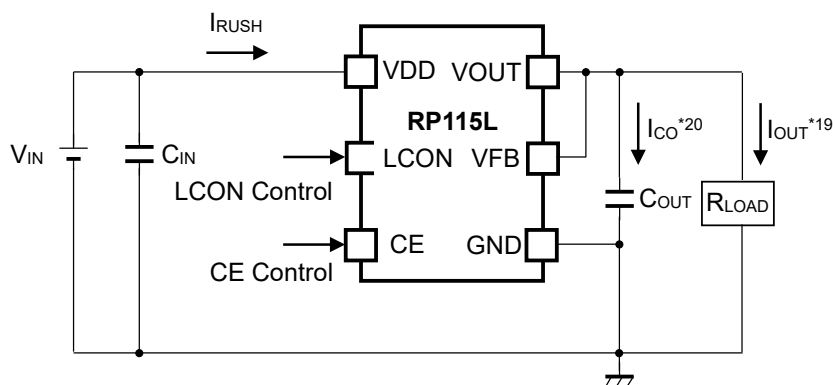 IRUSH
VDD
VOUT
RP115L
ICO*20
IOUT*19
VIN
CIN
LCON
VFB
LCON Control
COUT
RLOAD
CE
GND
CE Control